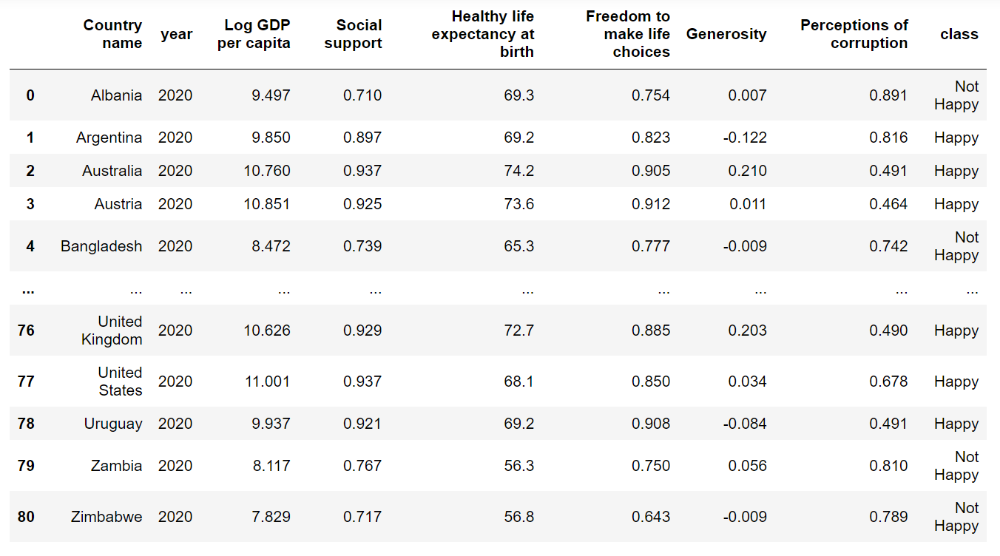 Country name year Log GDP per capita Social support Healthy life expectancy at birth Freedom to make life choices Generosity Perceptions of corruption class
0 Albania 2020 9.497 0.710 69.3 0.754 0.007 0.891 Not Happy
1 Argentina 2020 9.850 0.897 69.2 0.823 -0.122 0.816 Happy
2 Australia 2020 10.760 0.937 74.2 0.905 0.210 0.491 Happy
3 Austria 2020 10.851 0.925 73.6 0.912 0.011 0.464 Happy
4 Bangladesh 2020 8.472 0.739 65.3 0.777 -0.009 0.742 Not Happy
... ... ... ... ... ... ... ... ... ...
76 United Kingdom 2020 10.626 0.929 72.7 0.885 0.203 0.490 Happy
77 United States 2020 11.001 0.937 68.1 0.850 0.034 0.678 Happy
78 Uruguay 2020 9.937 0.921 69.2 0.908 -0.084 0.491 Happy
79 Zambia 2020 8.117 0.767 56.3 0.750 0.056 0.810 Not Happy
80 Zimbabwe 2020 7.829 0.717 56.8 0.643 -0.009 0.789 Not Happy